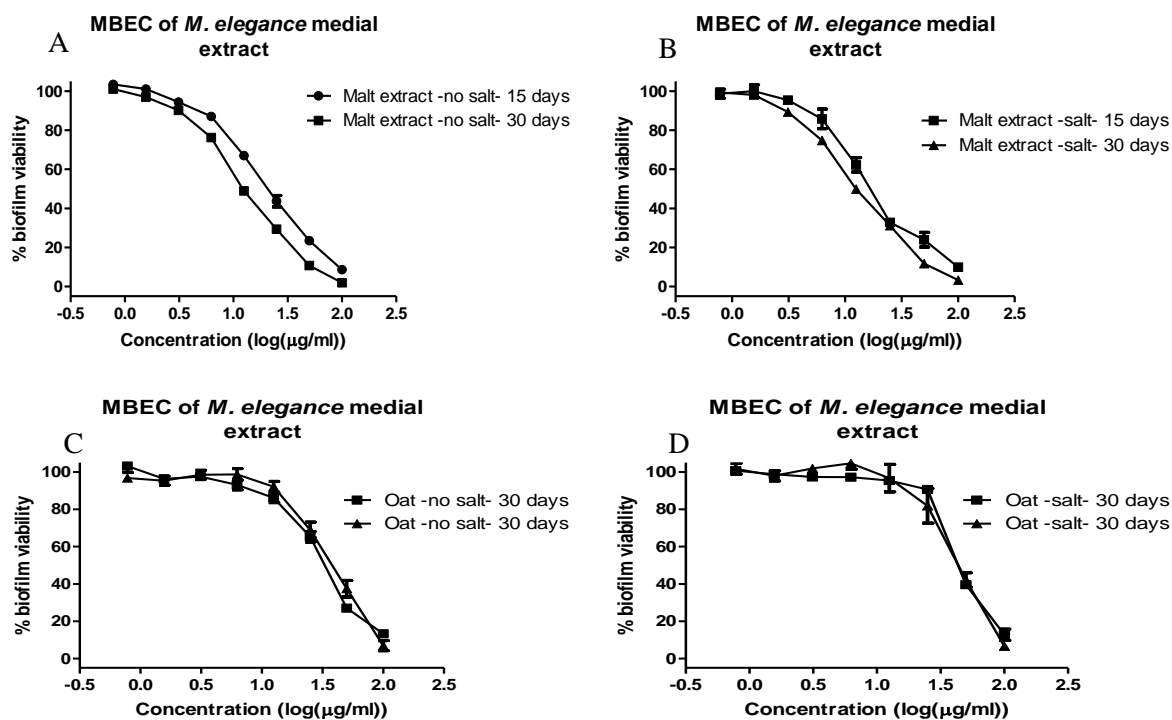 A
MBEC of M. elegance medial
extract
% biofilm viability
100
80
60
40
20
0
-0.5 0.0 0.5 1.0 1.5 2.0 2.5
Concentration (log(µg/ml))
Malt extract -no salt- 15 days
Malt extract -no salt- 30 days
B
MBEC of M. elegance medial
extract
% biofilm viability
100
80
60
40
20
0
-0.5 0.0 0.5 1.0 1.5 2.0 2.5
Concentration (log(µg/ml))
Malt extract -salt- 15 days
Malt extract -salt- 30 days
C
MBEC of M. elegance medial
extract
% biofilm viability
100
80
60
40
20
0
-0.5 0.0 0.5 1.0 1.5 2.0 2.5
Concentration (log(µg/ml))
Oat -no salt- 30 days
Oat -no salt- 30 days
D
MBEC of M. elegance medial
extract
% biofilm viability
100
80
60
40
20
0
-0.5 0.0 0.5 1.0 1.5 2.0 2.5
Concentration (log(µg/ml))
Oat -salt- 30 days
Oat -salt- 30 days